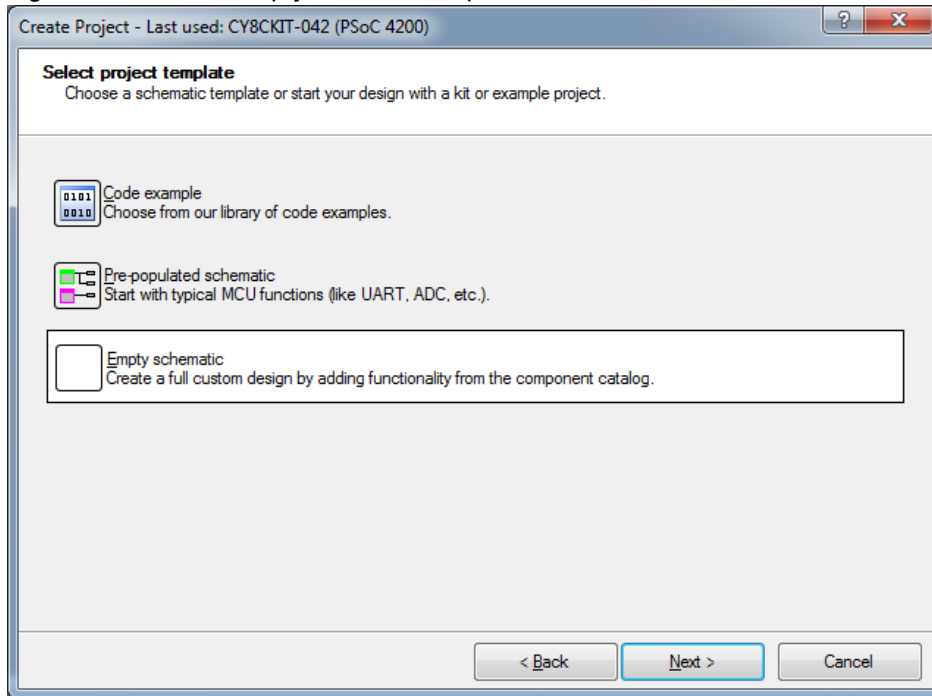 Create Project - Last used: CY8CKIT-042 (PSoC 4200)
?
X
Select project template
Choose a schematic template or start your design with a kit or example project.
0101
0010
Code example
Choose from our library of code examples.
Pre-populated schematic
Start with typical MCU functions (like UART, ADC, etc.).
Empty schematic
Create a full custom design by adding functionality from the component catalog.
< Back
Next >
Cancel